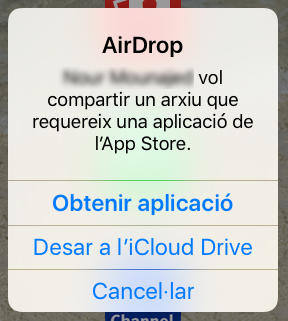 AirDrop
vol
compartir un arxiu que
requereix una aplicació de
l’App Store.
Obtenir aplicació
Desar a l’iCloud Drive
Cancel·lar
Channel